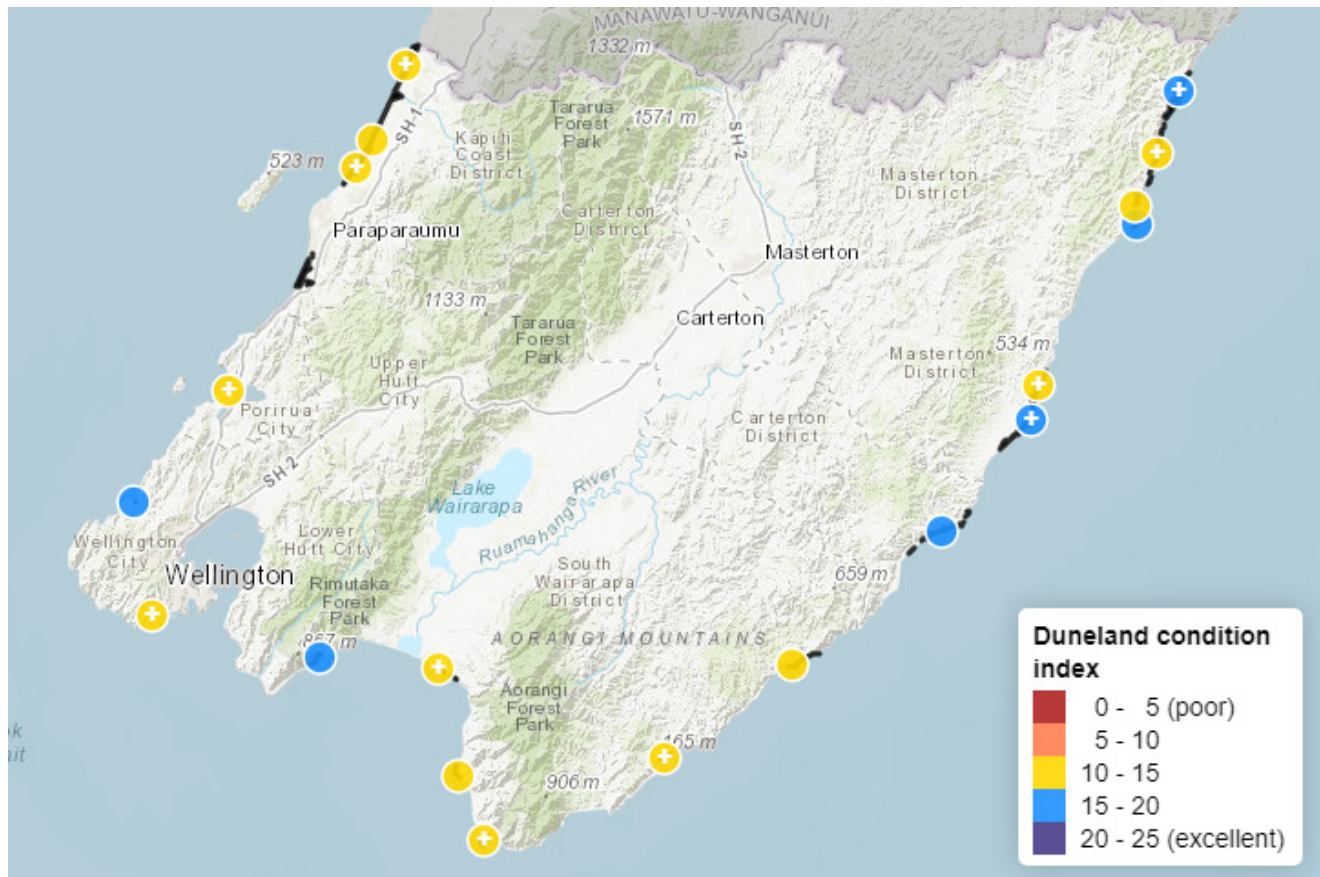 MANAWATU-WANGANUI
1332 m
Tararua
Forest
Park
1571 m
SH-1
Kapiti
Coast
District
SH-2
523 m
Masterton
District
Carterton
District
Paraparaumu
Masterton
1133 m
Tararua
Forest
Park
Carterton
534 m
Masterton
District
Upper
Hutt
City
Porirua
City
Carterton
District
SH-2
Lake
Wairarapa
Ruamahanga River
Wellington
City
Lower
Hutt City
Wellington
South
Wairarapa
District
659 m
Rimutaka
Forest
Park
867 m
AORANGI MOUNTAINS
Aorangi
Forest
Park
165 m
906 m
Duneland condition
index
0 - 5 (poor)
5 - 10
10 - 15
15 - 20
20 - 25 (excellent)